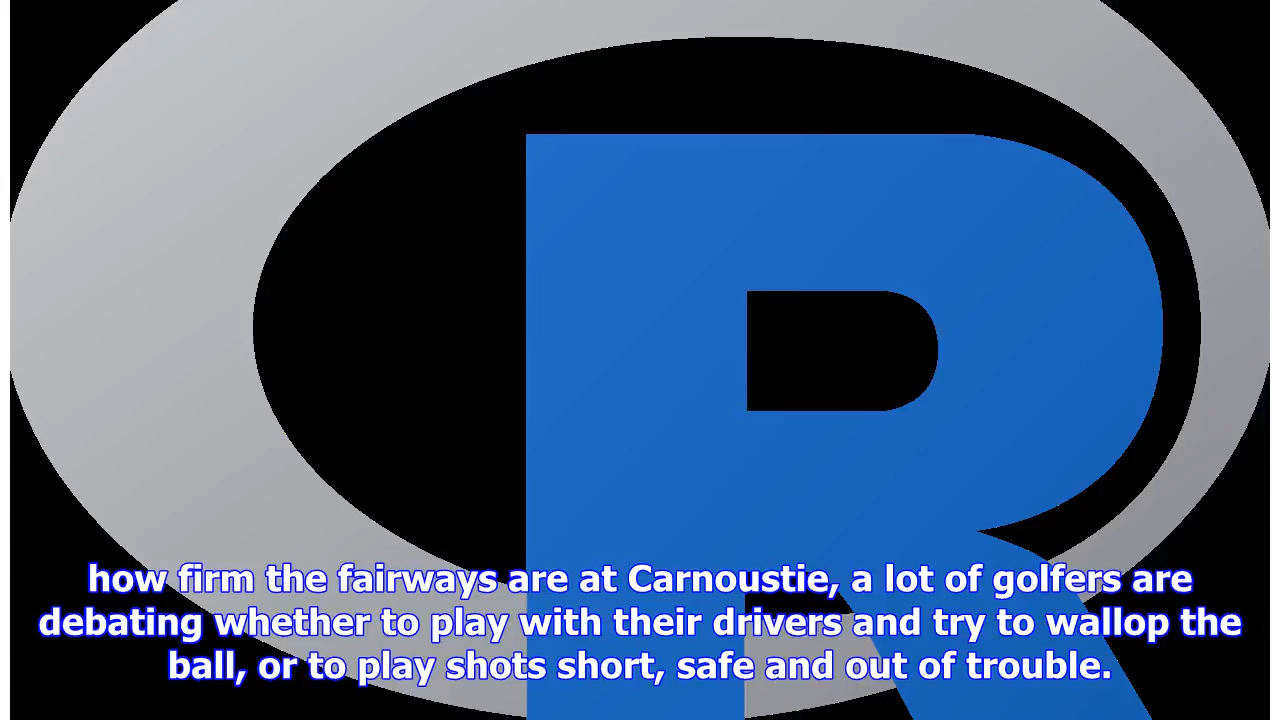 R
how firm the fairways are at Carnoustie, a lot of golfers are
debating whether to play with their drivers and try to wallop the
ball, or to play shots short, safe and out of trouble.